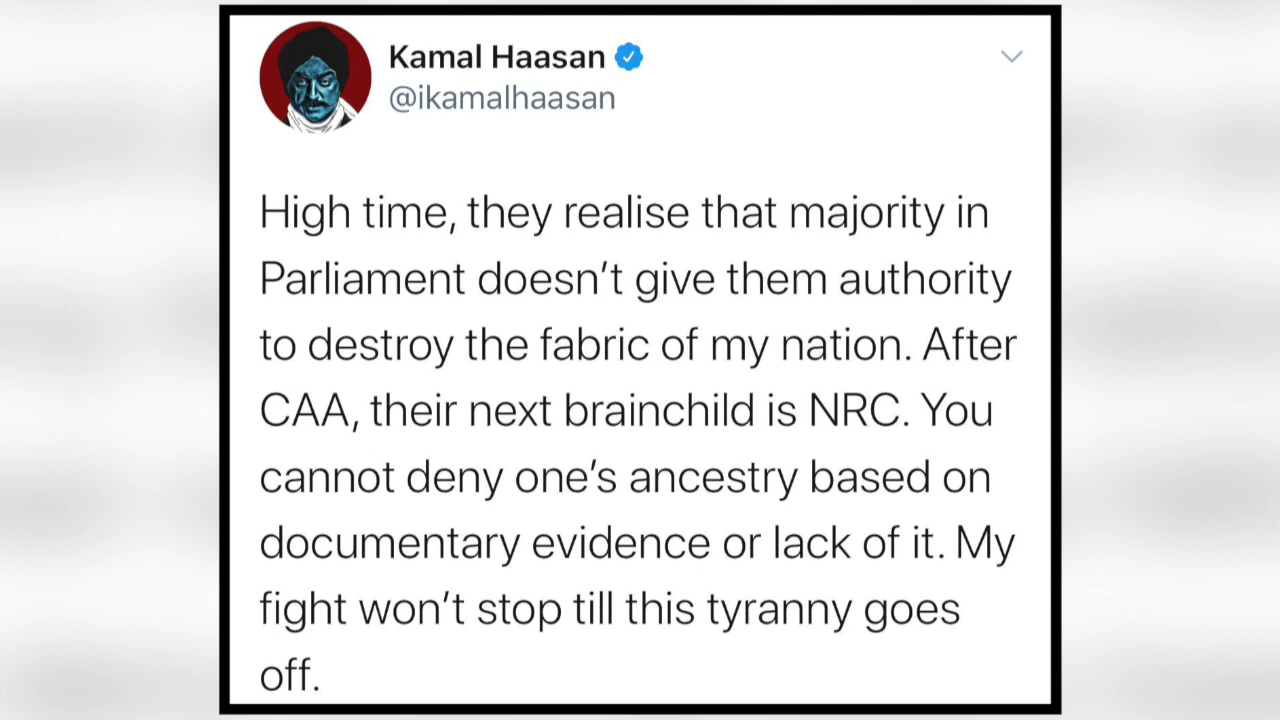 Kamal Haasan
@ikamalhaasan
High time, they realise that majority in
Parliament doesn’t give them authority
to destroy the fabric of my nation. After
CAA, their next brainchild is NRC. You
cannot deny one’s ancestry based on
documentary evidence or lack of it. My
fight won’t stop till this tyranny goes
off.